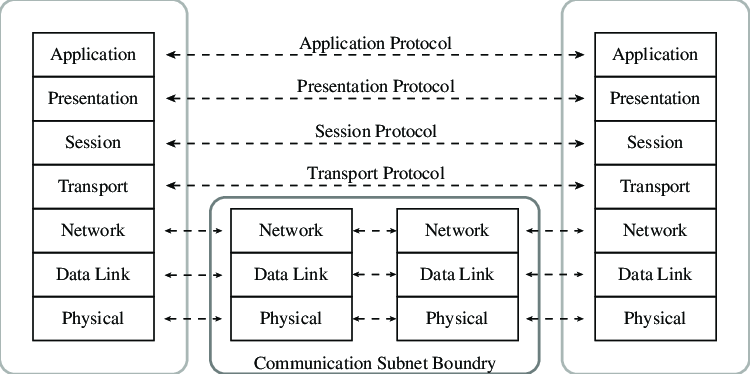 Application Protocol
Application
Application
Presentation Protocol
Presentation
Presentation
Session Protocol
Session
Session
Transport Protocol
Transport
Transport
Network
Network
Network
Network
Data Link
Data Link
Data Link
Data Link
Physical
Physical
Physical
Physical
Communication Subnet Boundry